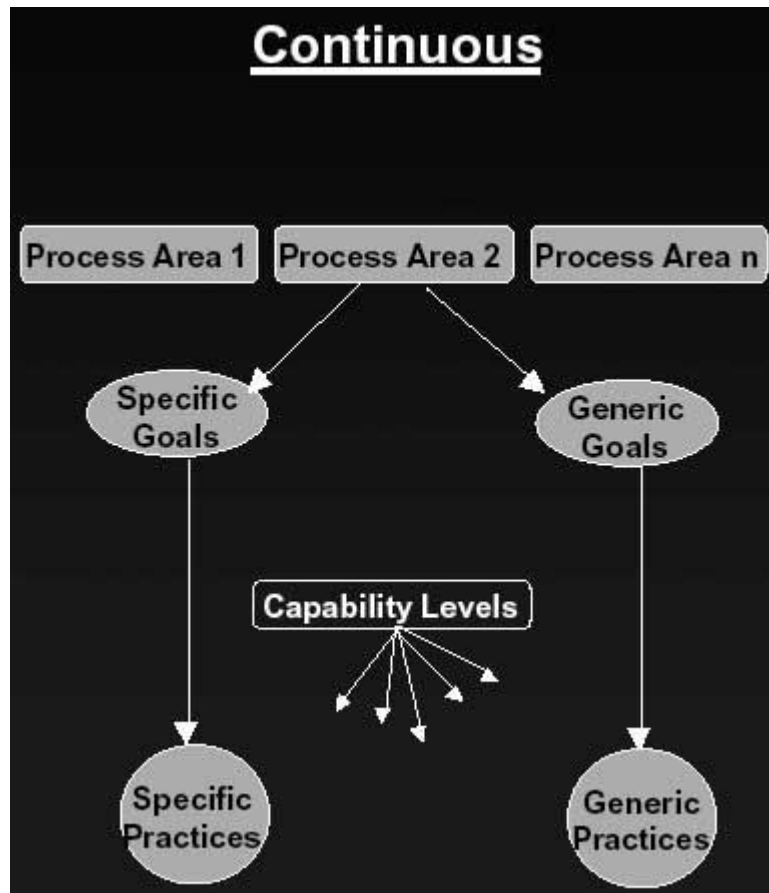 Continuous
Process Area 1
Process Area 2
Process Area n
Specific
Goals
Generic
Goals
Capability Levels
Specific
Practices
Generic
Practices